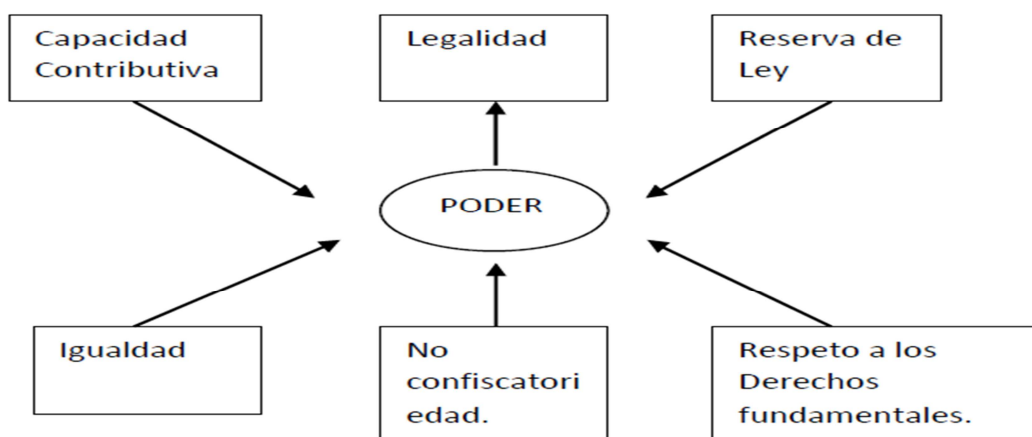 Capacidad
Contributiva
Legalidad
Reserva de
Ley
PODER
Igualdad
No
confiscatori
edad.
Respeto a los
Derechos
fundamentales.